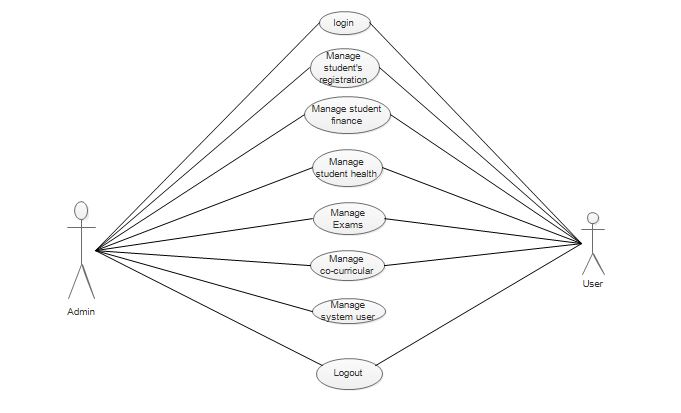 login
Manage
student's
registration
Manage student
finance
Manage
student health
Manage
Exams
Manage
co-curricular
Manage
system user
Logout
Admin
User